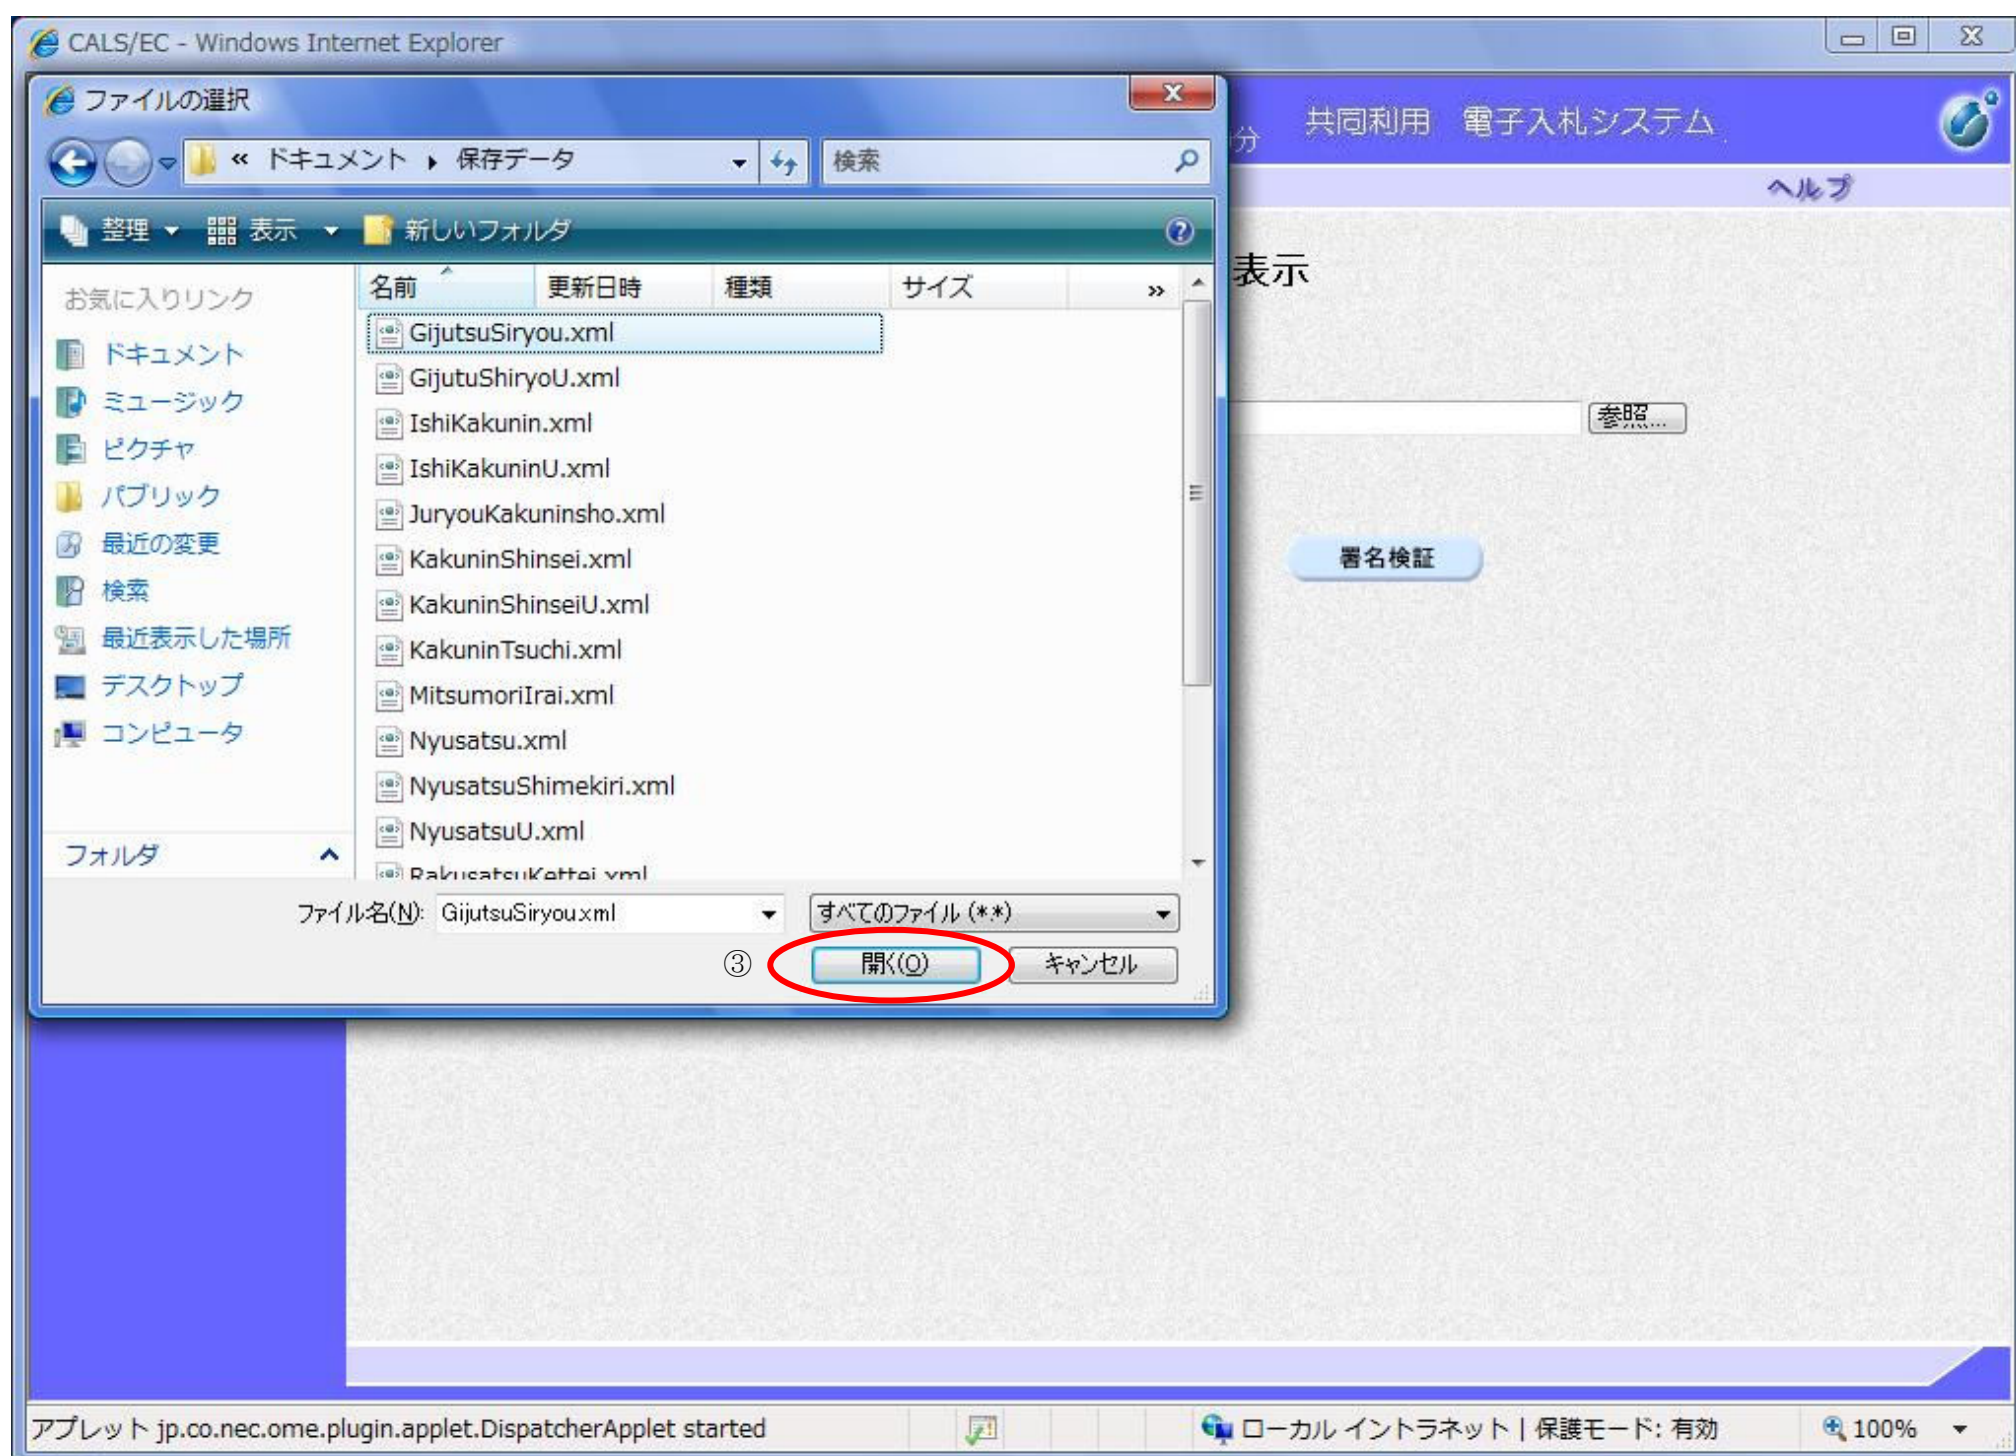 CALS/EC - Windows Internet Explorer
ファイルの選択
« ドキュメント ▸ 保存データ
検索
分
共同利用 電子入札システム
ヘルプ
整理 表示 新しいフォルダ
表示
お気に入りリンク
ドキュメント
ミュージック
ピクチャ
パブリック
最近の変更
検索
最近表示した場所
デスクトップ
コンピュータ
フォルダ
名前 更新日時 種類 サイズ »
GijutsuSiryou.xml
GijutuShiryoU.xml
IshiKakunin.xml
IshiKakuninU.xml
JuryouKakuninsho.xml
KakuninShinsei.xml
KakuninShinseiU.xml
KakuninTsuchi.xml
MitsumoriIrai.xml
Nyusatsu.xml
NyusatsuShimekiri.xml
NyusatsuU.xml
RakusatsuKettei.xml
参照...
署名検証
ファイル名(N): GijutsuSiryou.xml すべてのファイル (*.*)
③ 開く(O) キャンセル
アプレット jp.co.nec.ome.plugin.applet.DispatcherApplet started
ローカル イントラネット | 保護モード: 有効
100%